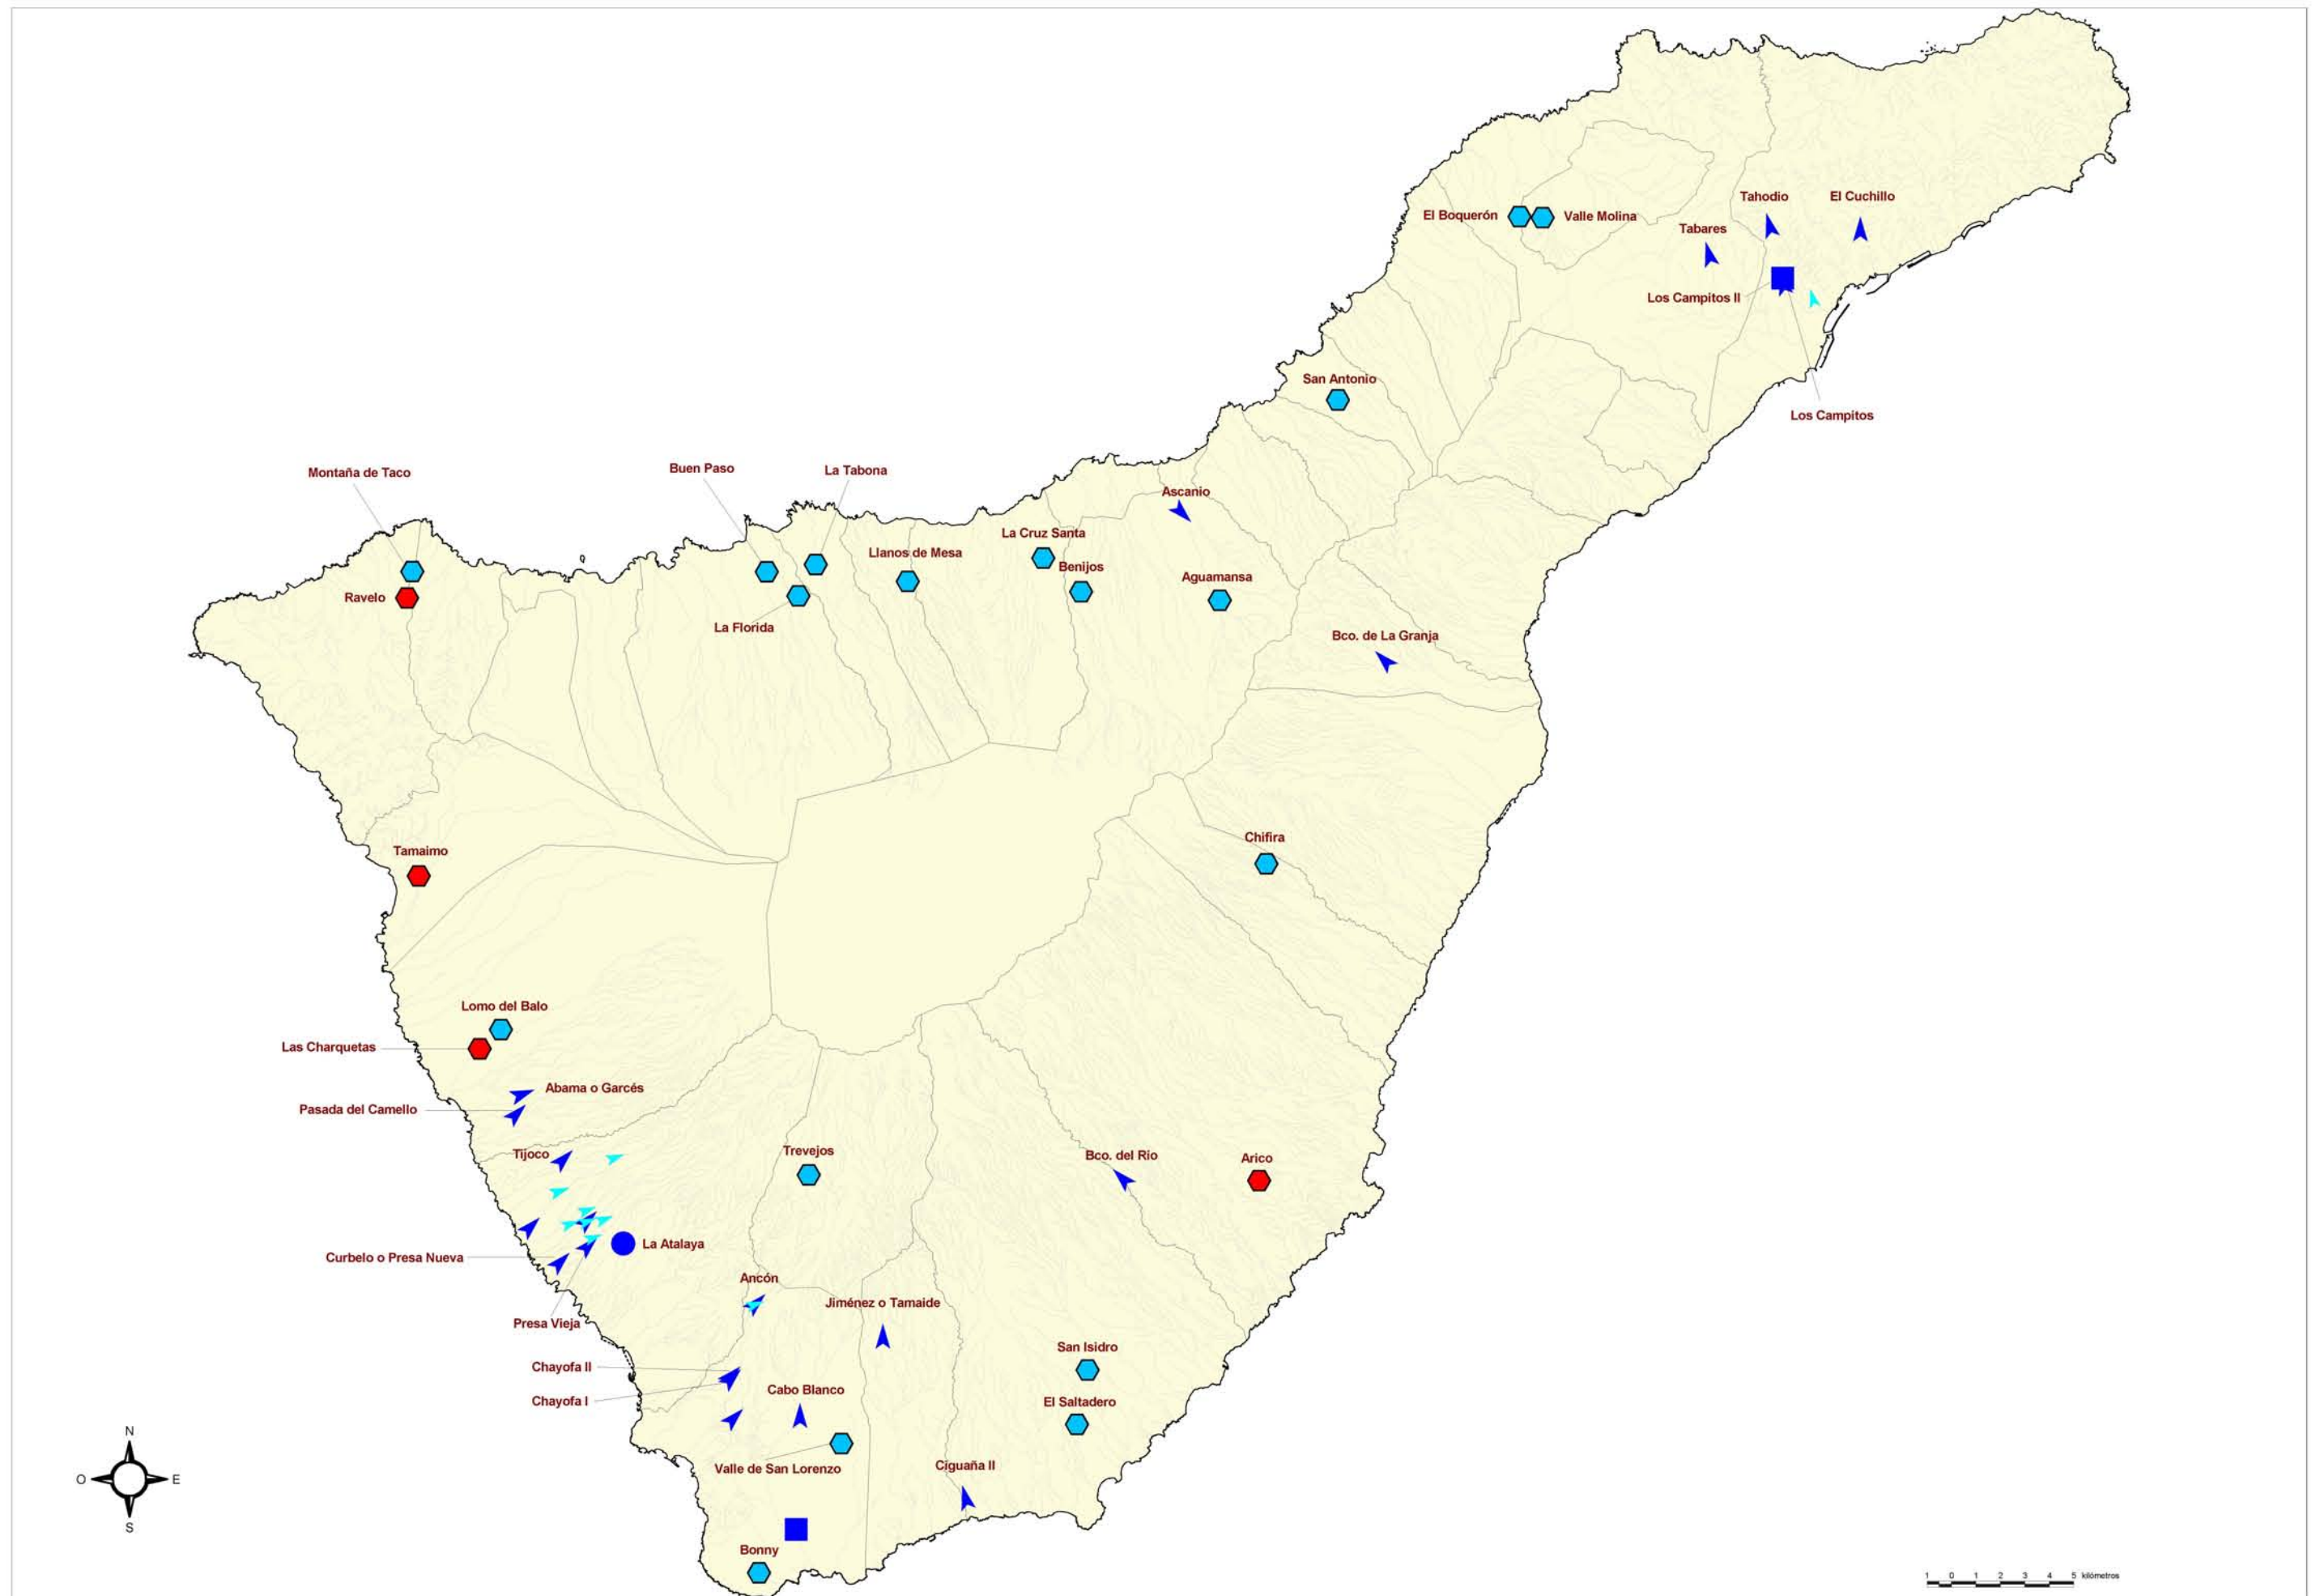 Tahodio
El Cuchillo
El Boquerón
Valle Molina
Tabares
Los Campitos II
San Antonio
Los Campitos
Montaña de Taco
Buen Paso
La Tabona
Ascanio
La Cruz Santa
Llanos de Mesa
Benijos
Aguamansa
Ravelo
La Florida
Bco. de La Granja
Chifira
Tamaimo
Lomo del Balo
Las Charquetas
Abama o Garcés
Pasada del Camello
Tijoco
Trevejos
Bco. del Río
Arico
La Atalaya
Curbelo o Presa Nueva
Ancón
Jiménez o Tamaide
Presa Vieja
San Isidro
Chayofa II
Cabo Blanco
Chayofa I
El Saltadero
N
Valle de San Lorenzo
Ciguaña II
O E
S
Bonny
1 0 1 2 3 4 5 kilómetros